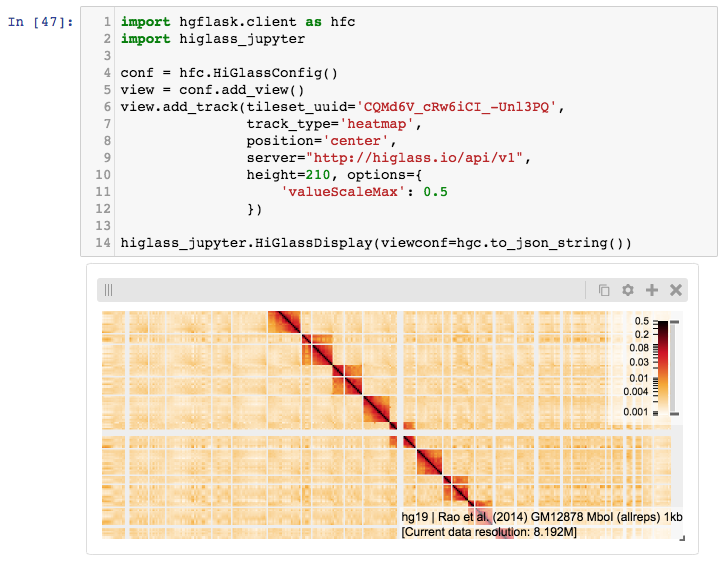 In [47]:
1 import hgflask.client as hfc
2 import higlass_jupyter
3
4 conf = hfc.HiGlassConfig()
5 view = conf.add_view()
6 view.add_track(tileset_uuid='CQMd6V_cRw6iCI_-Unl3PQ',
7                track_type='heatmap',
8                position='center',
9                server="http://higlass.io/api/v1",
10                height=210, options={
11                    'valueScaleMax': 0.5
12                })
13
14 higlass_jupyter.HiGlassDisplay(viewconf=hgc.to_json_string())
0.5
0.2
0.08
0.03
0.001
0.004
0.001
hg19 | Rao et al. (2014) GM12878 MboI (allreps) 1kb
[Current data resolution: 8.192M]